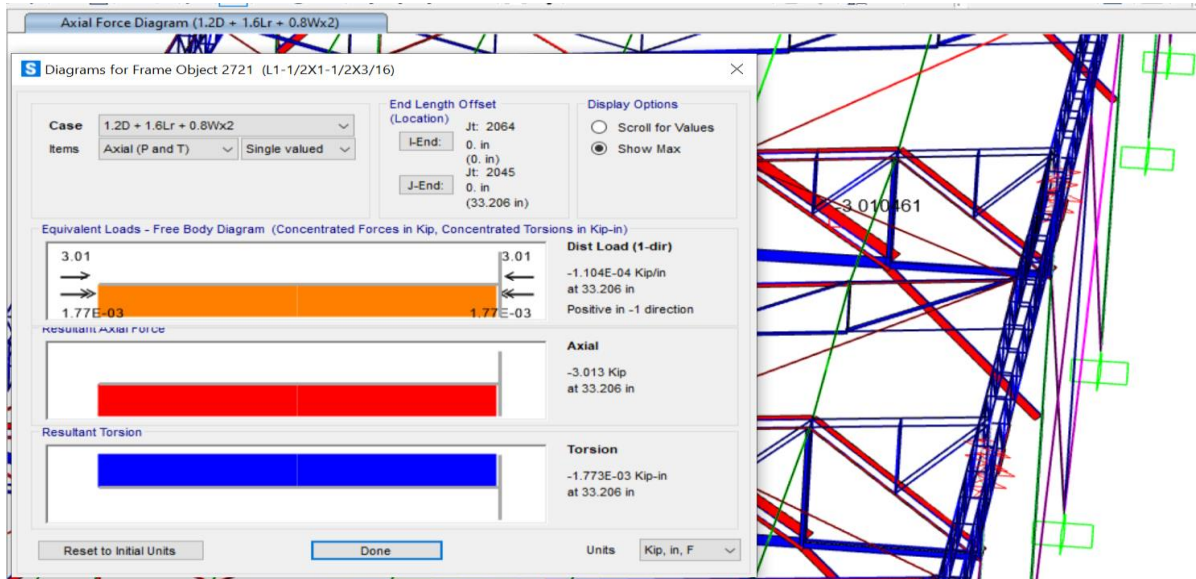 Axial Force Diagram (1.2D + 1.6Lr + 0.8Wx2)
S Diagrams for Frame Object 2721 (L1-1/2X1-1/2X3/16)
Case 1.2D + 1.6Lr + 0.8Wx2
Items Axial (P and T) Single valued
End Length Offset
(Location)
Jt: 2064
I-End: 0. in
(0. in)
Jt: 2045
J-End: 0. in
(33.206 in)
Display Options
Scroll for Values
Show Max
Equivalent Loads - Free Body Diagram (Concentrated Forces in Kip, Concentrated Torsions in Kip-in)
3.01 3.01
1.77E-03 1.77E-03
Dist Load (1-dir)
-1.104E-04 Kip/in
at 33.206 in
Positive in -1 direction
Resultant Axial Force
Axial
-3.013 Kip
at 33.206 in
Resultant Torsion
Torsion
-1.773E-03 Kip-in
at 33.206 in
Reset to Initial Units Done Units Kip, in, F
-3.010461